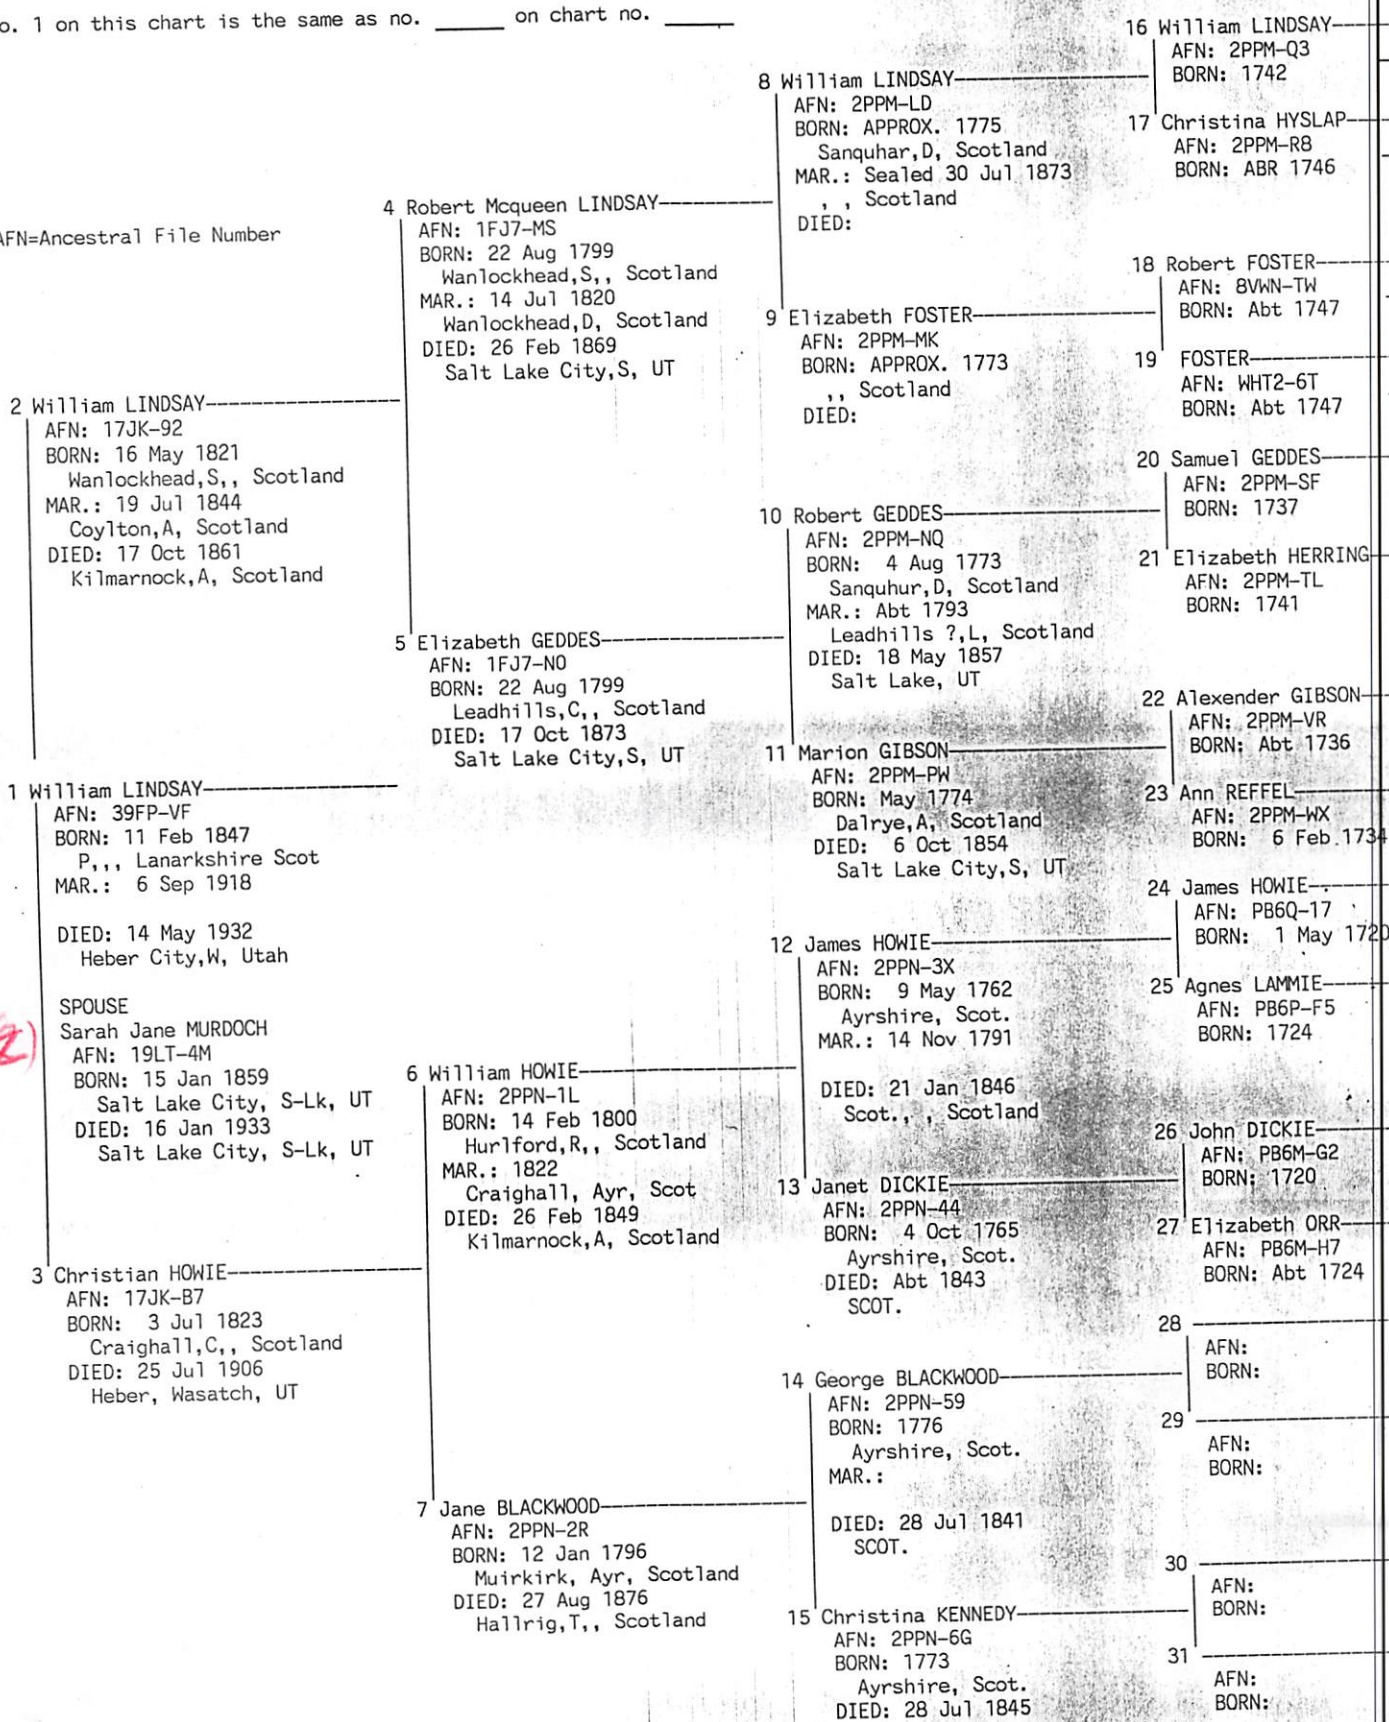 o. 1 on this chart is the same as no. _____ on chart no. _____
AFN=Ancestral File Number
1 William LINDSAY
AFN: 39FP-VF
BORN: 11 Feb 1847
P,,, Lanarkshire Scot
MAR.: 6 Sep 1918
DIED: 14 May 1932
Heber City,W, Utah
SPOUSE
Sarah Jane MURDOCH
AFN: 19LT-4M
BORN: 15 Jan 1859
Salt Lake City, S-Lk, UT
DIED: 16 Jan 1933
Salt Lake City, S-Lk, UT
2)
2 William LINDSAY
AFN: 17JK-92
BORN: 16 May 1821
Wanlockhead,S,, Scotland
MAR.: 19 Jul 1844
Coylton,A, Scotland
DIED: 17 Oct 1861
Kilmarnock,A, Scotland
3 Christian HOWIE
AFN: 17JK-B7
BORN: 3 Jul 1823
Craighall,C,, Scotland
DIED: 25 Jul 1906
Heber, Wasatch, UT
4 Robert Mcqueen LINDSAY
AFN: 1FJ7-MS
BORN: 22 Aug 1799
Wanlockhead,S,, Scotland
MAR.: 14 Jul 1820
Wanlockhead,D, Scotland
DIED: 26 Feb 1869
Salt Lake City,S, UT
5 Elizabeth GEDDES
AFN: 1FJ7-N0
BORN: 22 Aug 1799
Leadhills,C,, Scotland
DIED: 17 Oct 1873
Salt Lake City,S, UT
6 William HOWIE
AFN: 2PPN-1L
BORN: 14 Feb 1800
Hurlford,R,, Scotland
MAR.: 1822
Craighall, Ayr, Scot
DIED: 26 Feb 1849
Kilmarnock,A, Scotland
7 Jane BLACKWOOD
AFN: 2PPN-2R
BORN: 12 Jan 1796
Muirkirk, Ayr, Scotland
DIED: 27 Aug 1876
Hallrig,T,, Scotland
8 William LINDSAY
AFN: 2PPM-LD
BORN: APPROX. 1775
Sanquhar,D, Scotland
MAR.: Sealed 30 Jul 1873
, , Scotland
DIED:
9 Elizabeth FOSTER
AFN: 2PPM-MK
BORN: APPROX. 1773
,, Scotland
DIED:
10 Robert GEDDES
AFN: 2PPM-NQ
BORN: 4 Aug 1773
Sanquhur,D, Scotland
MAR.: Abt 1793
Leadhills ?,L, Scotland
DIED: 18 May 1857
Salt Lake, UT
11 Marion GIBSON
AFN: 2PPM-PW
BORN: May 1774
Dalrye,A, Scotland
DIED: 6 Oct 1854
Salt Lake City,S, UT
12 James HOWIE
AFN: 2PPN-3X
BORN: 9 May 1762
Ayrshire, Scot.
MAR.: 14 Nov 1791
DIED: 21 Jan 1846
Scot., , Scotland
13 Janet DICKIE
AFN: 2PPN-44
BORN: 4 Oct 1765
Ayrshire, Scot.
DIED: Abt 1843
SCOT.
14 George BLACKWOOD
AFN: 2PPN-59
BORN: 1776
Ayrshire, Scot.
MAR.:
DIED: 28 Jul 1841
SCOT.
15 Christina KENNEDY
AFN: 2PPN-6G
BORN: 1773
Ayrshire, Scot.
DIED: 28 Jul 1845
16 William LINDSAY
AFN: 2PPM-Q3
BORN: 1742
17 Christina HYSLAP
AFN: 2PPM-R8
BORN: ABR 1746
18 Robert FOSTER
AFN: 8VWN-TW
BORN: Abt 1747
19 FOSTER
AFN: WHT2-6T
BORN: Abt 1747
20 Samuel GEDDES
AFN: 2PPM-SF
BORN: 1737
21 Elizabeth HERRING
AFN: 2PPM-TL
BORN: 1741
22 Alexender GIBSON
AFN: 2PPM-VR
BORN: Abt 1736
23 Ann REFFEL
AFN: 2PPM-WX
BORN: 6 Feb 1734
24 James HOWIE
AFN: PB6Q-17
BORN: 1 May 1720
25 Agnes LAMMIE
AFN: PB6P-F5
BORN: 1724
26 John DICKIE
AFN: PB6M-G2
BORN: 1720
27 Elizabeth ORR
AFN: PB6M-H7
BORN: Abt 1724
28
AFN:
BORN:
29
AFN:
BORN:
30
AFN:
BORN:
31
AFN:
BORN: